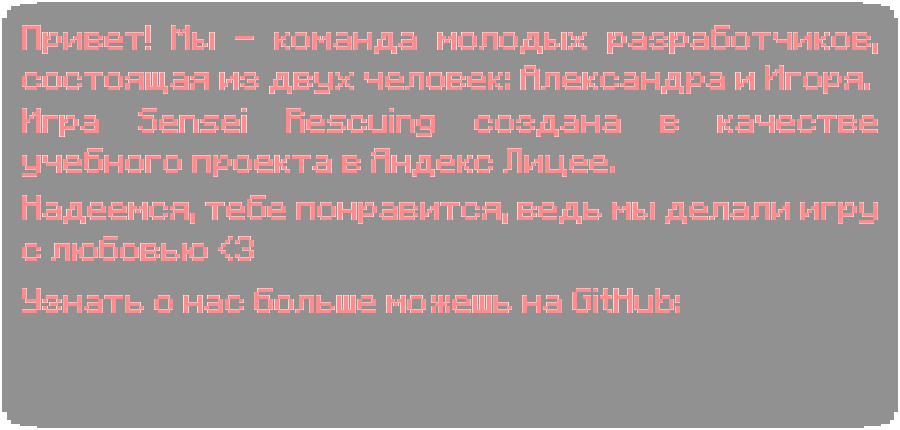 Привет! Мы - команда молодых разработчиков,
состоящая из двух человек: Александра и Игоря.
Игра Sensei Rescuing создана в качестве
учебного проекта в Яндекс Лицее.
Надеемся, тебе понравится, ведь мы делали игру
с любовью <3
Узнать о нас больше можешь на GitHub: